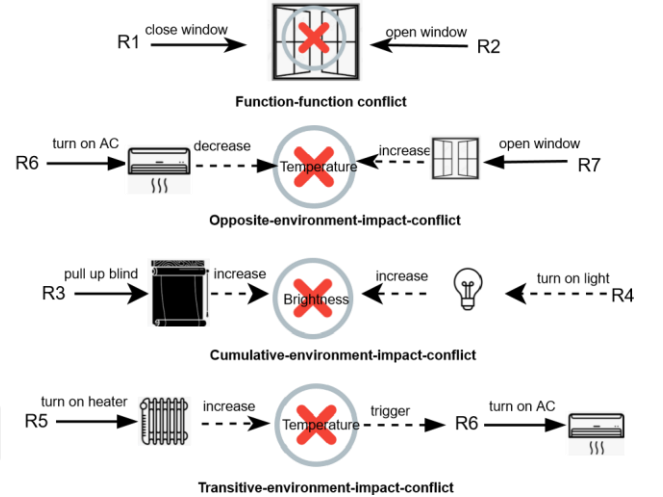 close window
open window
R1
R2
Function-function conflict
turn on AC
decrease
increase
open window
R6
Temperature
R7
Opposite-environment-impact-conflict
pull up blind
increase
increase
turn on light
R3
Brightness
R4
Cumulative-environment-impact-conflict
turn on heater
increase
trigger
turn on AC
R5
Temperature
R6
Transitive-environment-impact-conflict